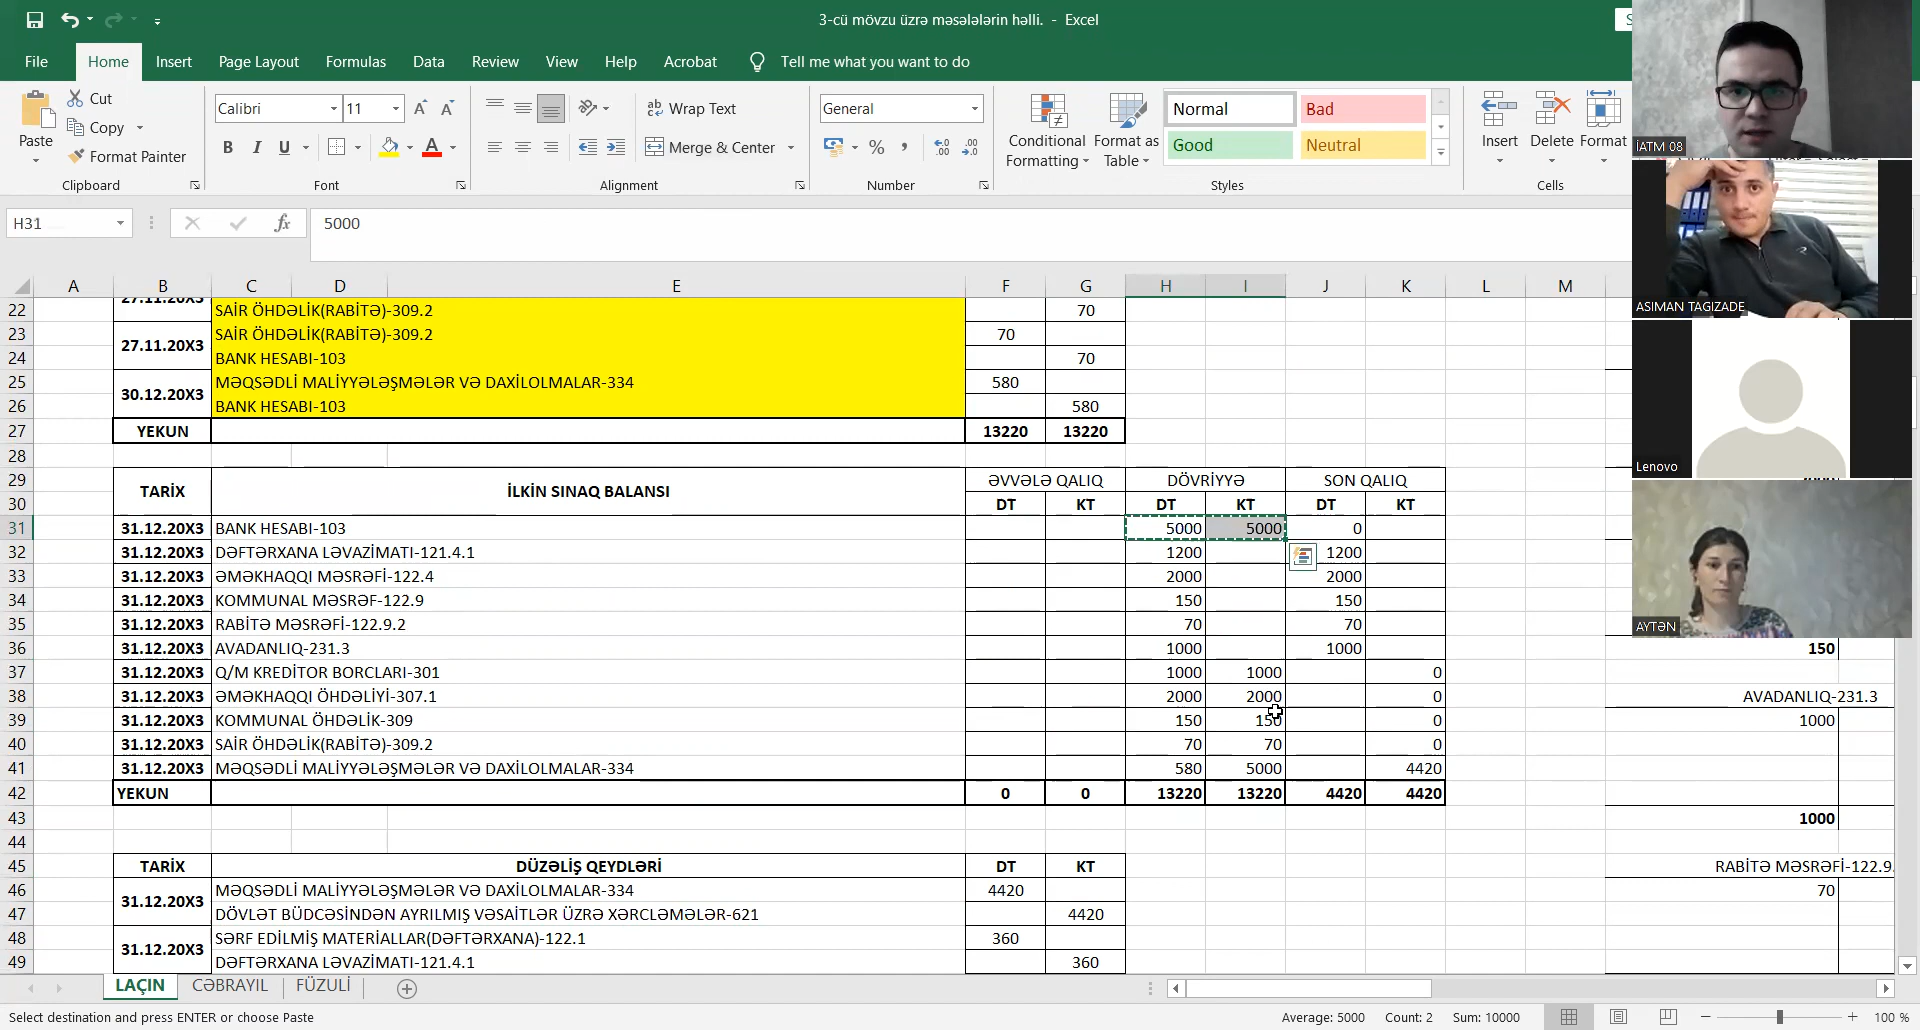 3-cü mövzu üzrə məsələlərin həlli. - Excel
File Home Insert Page Layout Formulas Data Review View Help Acrobat Tell me what you want to do
Paste Cut Copy Format Painter Clipboard
Calibri 11 B I U A Font
Wrap Text Merge & Center Alignment
General % Number
Conditional Formatting Format as Table Normal Bad Good Neutral Styles
Insert Delete Format Cells
H31 fx 5000
A B C D E F G H I J K L M
22 27.11.20X3 SAİR ÖHDƏLİK(RABİTƏ)-309.2 70
23 27.11.20X3 SAİR ÖHDƏLİK(RABİTƏ)-309.2 70
24 BANK HESABI-103 70
25 30.12.20X3 MƏQSƏDLİ MALİYYƏLƏŞMƏLƏR VƏ DAXİLOLMALAR-334 580
26 BANK HESABI-103 580
27 YEKUN 13220 13220
28
29 TARİX İLKİN SINAQ BALANSI ƏVVƏLƏ QALIQ DÖVRİYYƏ SON QALIQ
30 DT KT DT KT DT KT
31 31.12.20X3 BANK HESABI-103 5000 5000 0
32 31.12.20X3 DƏFTƏRXANA LƏVAZİMATI-121.4.1 1200 1200
33 31.12.20X3 ƏMƏKHAQQI MƏSRƏFİ-122.4 2000 2000
34 31.12.20X3 KOMMUNAL MƏSRƏF-122.9 150 150
35 31.12.20X3 RABİTƏ MƏSRƏFİ-122.9.2 70 70
36 31.12.20X3 AVADANLIQ-231.3 1000 1000 150
37 31.12.20X3 Q/M KREDİTOR BORCLARI-301 1000 1000 0
38 31.12.20X3 ƏMƏKHAQQI ÖHDƏLİYİ-307.1 2000 2000 0 AVADANLIQ-231.3
39 31.12.20X3 KOMMUNAL ÖHDƏLİK-309 150 150 0 1000
40 31.12.20X3 SAİR ÖHDƏLİK(RABİTƏ)-309.2 70 70 0
41 31.12.20X3 MƏQSƏDLİ MALİYYƏLƏŞMƏLƏR VƏ DAXİLOLMALAR-334 580 5000 4420
42 YEKUN 0 0 13220 13220 4420 4420
43 1000
44
45 TARİX DÜZƏLİŞ QEYDLƏRİ DT KT RABİTƏ MƏSRƏFİ-122.9.
46 31.12.20X3 MƏQSƏDLİ MALİYYƏLƏŞMƏLƏR VƏ DAXİLOLMALAR-334 4420 70
47 DÖVLƏT BÜDCƏSİNDƏN AYRILMIŞ VƏSAİTLƏR ÜZRƏ XƏRCLƏMƏLƏR-621 4420
48 31.12.20X3 SƏRF EDİLMİŞ MATERİALLAR(DƏFTƏRXANA)-122.1 360
49 DƏFTƏRXANA LƏVAZİMATI-121.4.1 360
LAÇIN CƏBRAYIL FÜZULİ
Select destination and press ENTER or choose Paste Average: 5000 Count: 2 Sum: 10000 100 %
İATM 08
ASIMAN TAGIZADE
Lenovo
AYTƏN